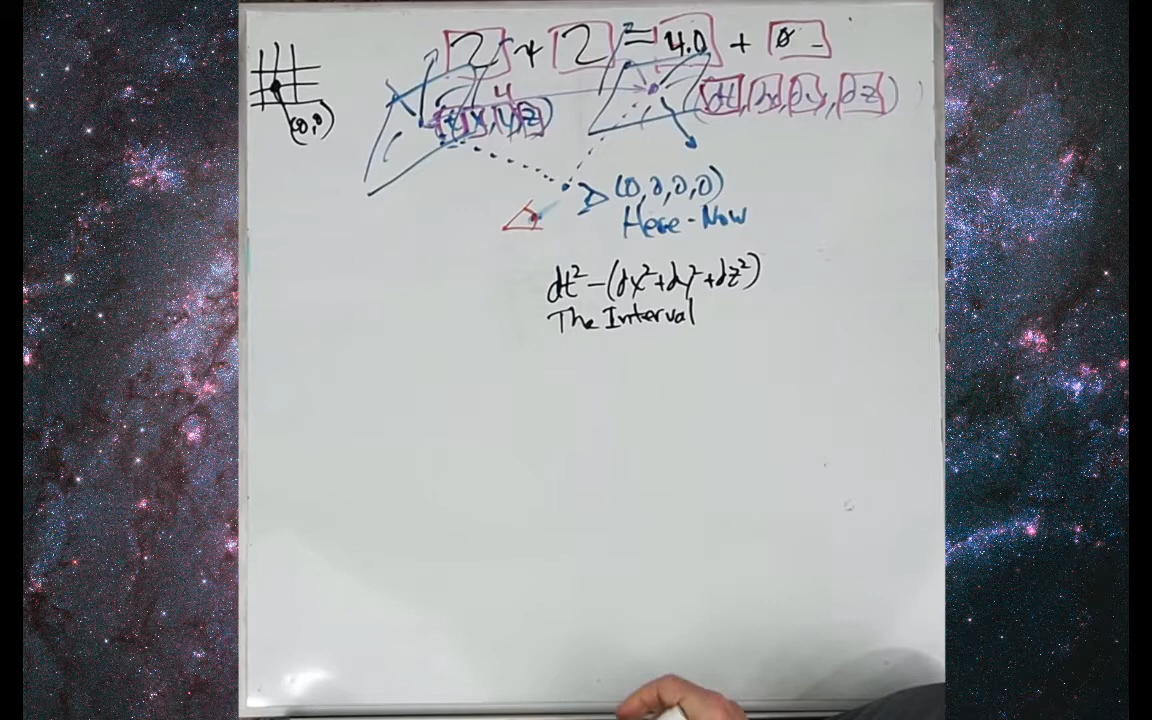 2 + 2 = 4.0 + 0
(t, x, y, z)
(dt, dx, dy, dz)
(0,0)
(0,0,0,0)
Here-Now
dt² - (dx² + dy² + dz²)
The Interval